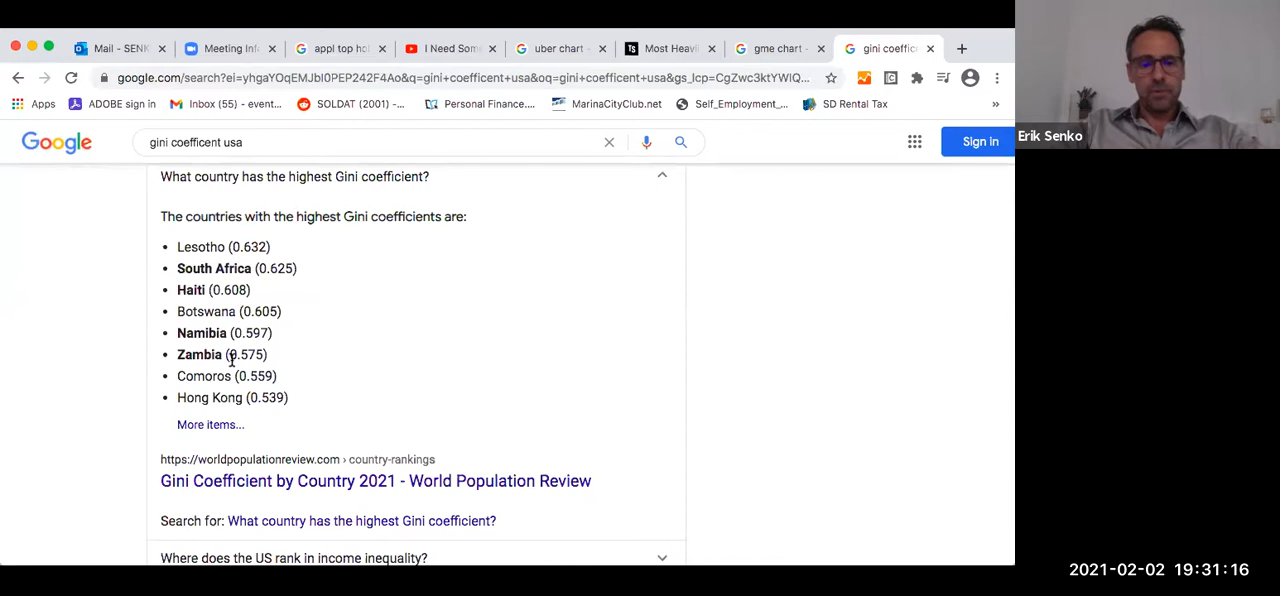 Mail - SENK
Meeting Inf
appl top ho
I Need Som
uber chart -
Most Heavi
gme chart -
gini coeffic
google.com/search?ei=yhgaYOqEMJbI0PEP242F4Ao&q=gini+coefficent+usa&oq=gini+coefficent+usa&gs_lcp=CgZwc3ktYWlQ...
Apps
ADOBE sign in
Inbox (55) - event...
SOLDAT (2001) -...
Personal Finance....
MarinaCityClub.net
Self_Employment_...
SD Rental Tax
»
Erik Senko
Google
gini coefficent usa
Sign in
What country has the highest Gini coefficient?
The countries with the highest Gini coefficients are:
• Lesotho (0.632)
• South Africa (0.625)
• Haiti (0.608)
• Botswana (0.605)
• Namibia (0.597)
• Zambia (0.575)
• Comoros (0.559)
• Hong Kong (0.539)
More items...
https://worldpopulationreview.com › country-rankings
Gini Coefficient by Country 2021 - World Population Review
Search for: What country has the highest Gini coefficient?
Where does the US rank in income inequality?
2021-02-02 19:31:16